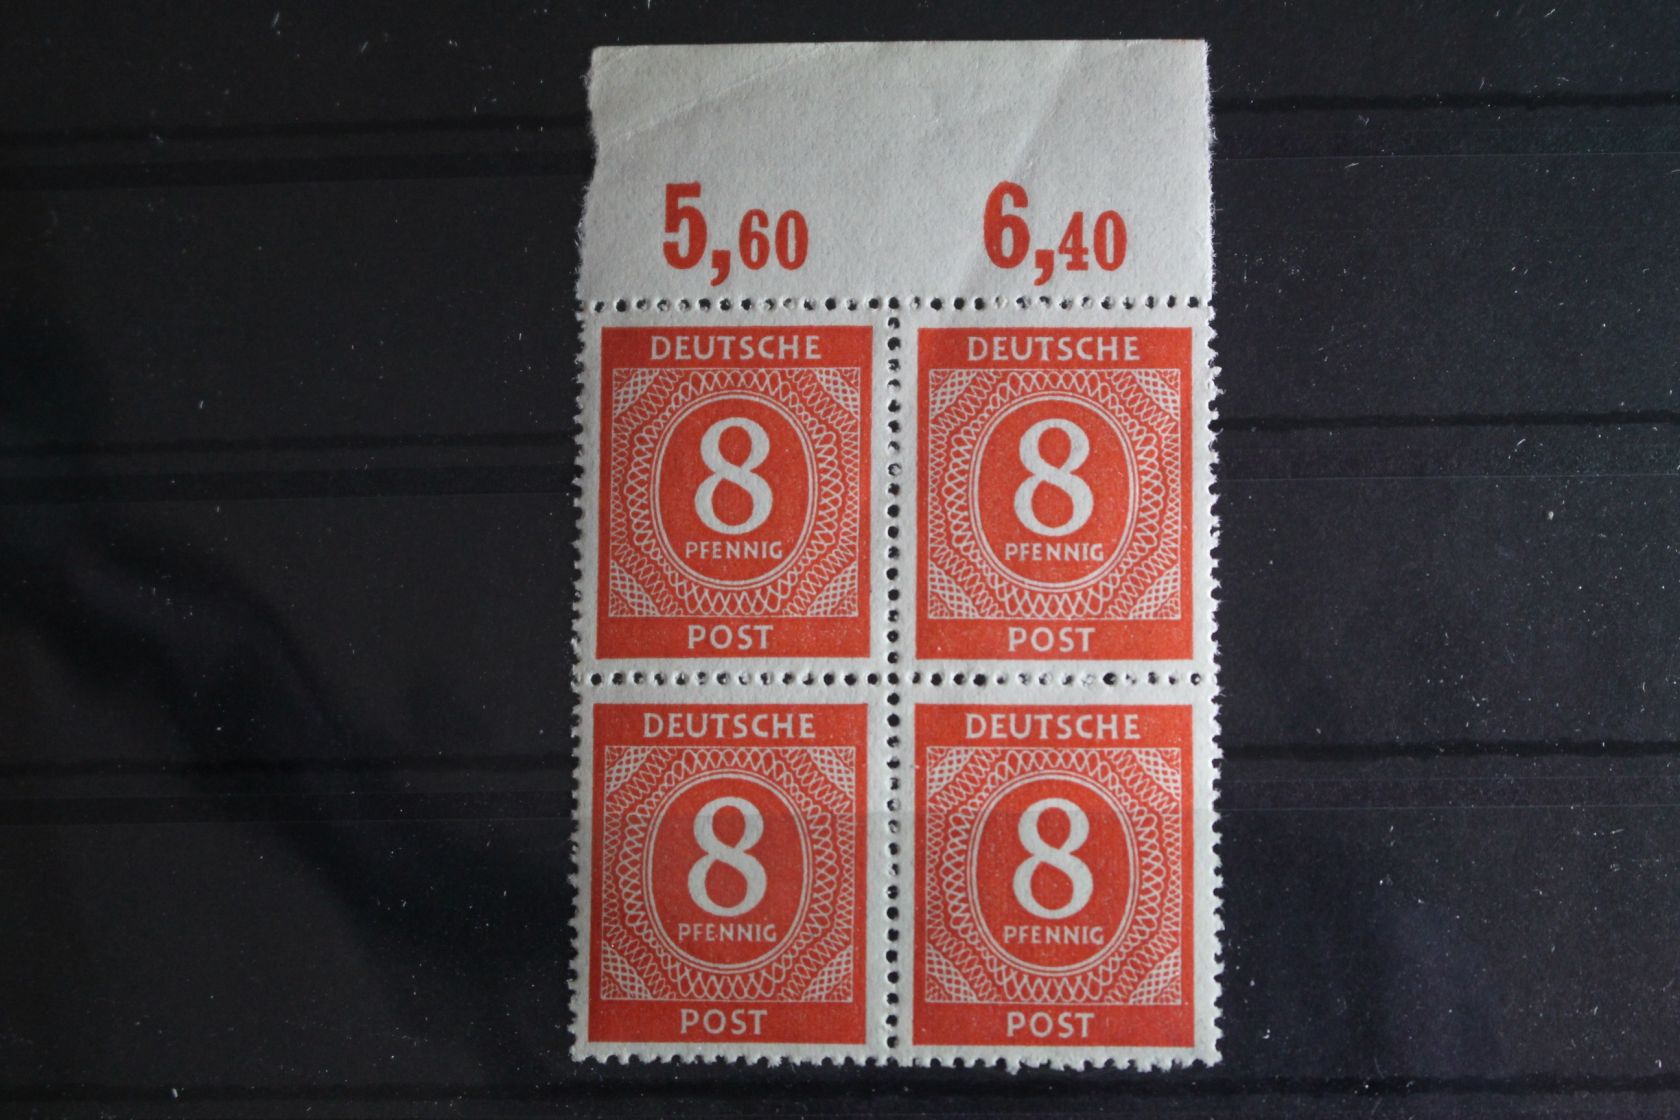 5,60 6,40
DEUTSCHE DEUTSCHE
8 8
PFENNIG PFENNIG
POST POST
DEUTSCHE DEUTSCHE
8 8
PFENNIG PFENNIG
POST POST